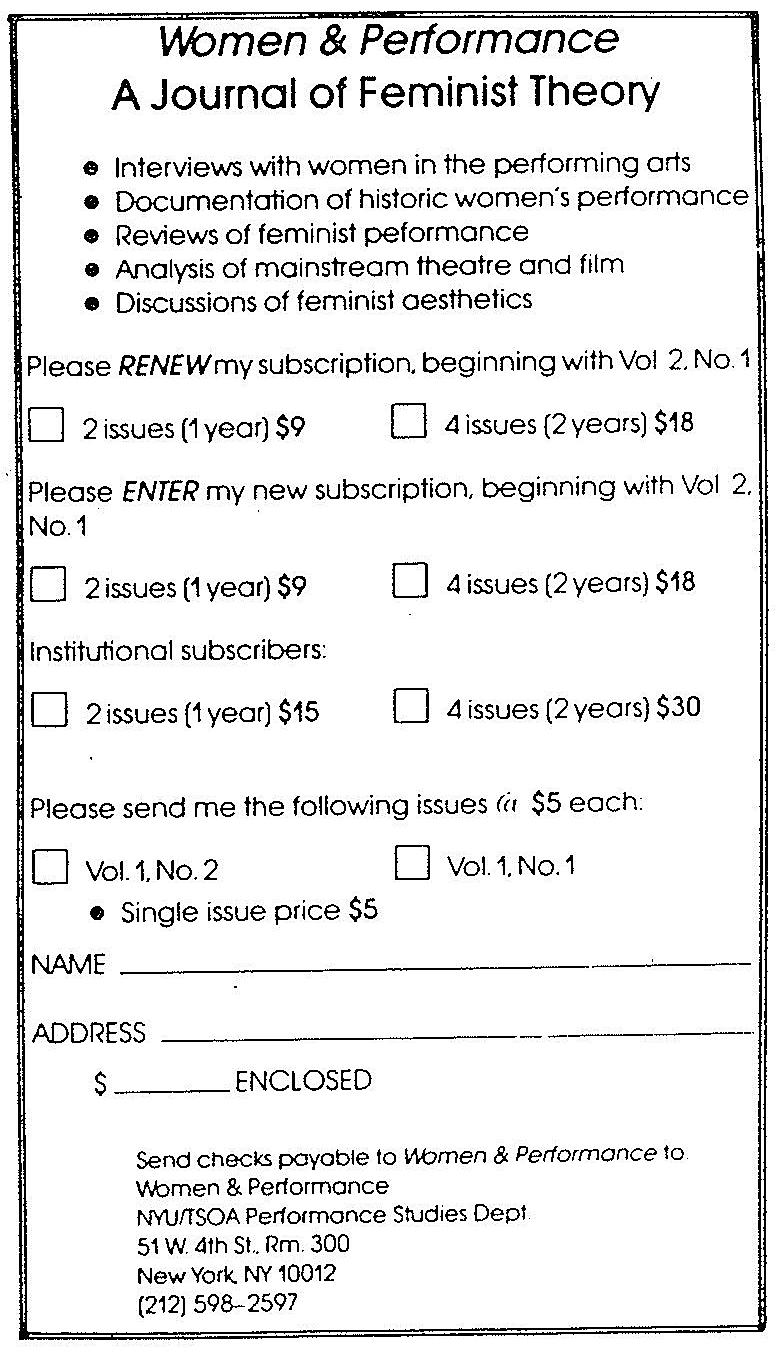 Women & Performance
A Journal of Feminist Theory
• Interviews with women in the performing arts
• Documentation of historic women's performance
• Reviews of feminist peformance
• Analysis of mainstream theatre and film
• Discussions of feminist aesthetics
Please RENEW my subscription, beginning with Vol 2, No. 1
2 issues (1 year) $9 4 issues (2 years) $18
Please ENTER my new subscription, beginning with Vol 2,
No. 1
2 issues (1 year) $9 4 issues (2 years) $18
Institutional subscribers:
2 issues (1 year) $15 4 issues (2 years) $30
Please send me the following issues @ $5 each:
Vol. 1, No. 2 Vol. 1, No. 1
• Single issue price $5
NAME
ADDRESS
$ ENCLOSED
Send checks payable to Women & Performance to
Women & Performance
NYU/TSOA Performance Studies Dept.
51 W. 4th St., Rm. 300
New York, NY 10012
(212) 598-2597